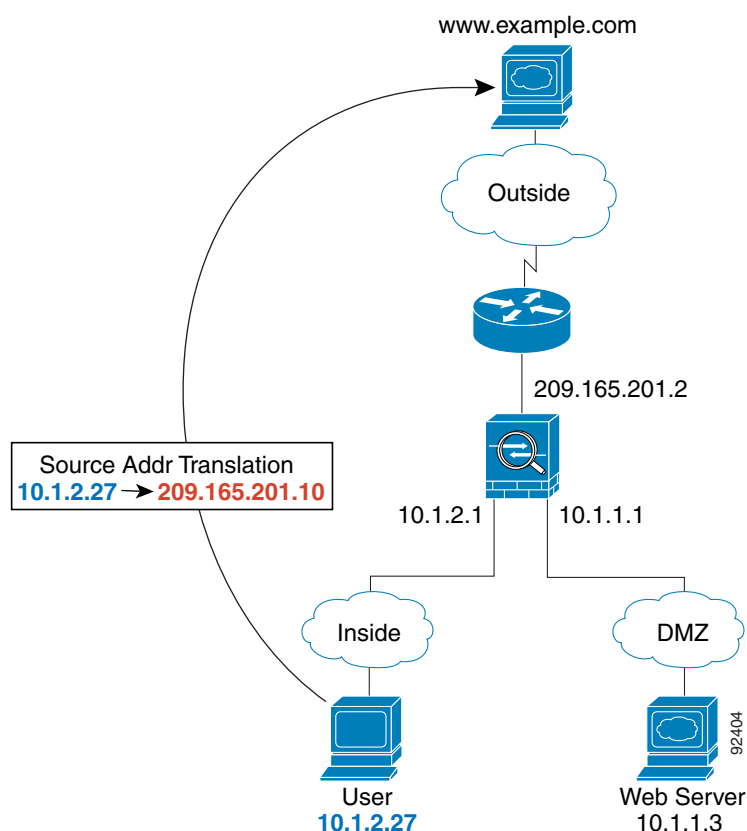 www.example.com
Outside
209.165.201.2
Source Addr Translation
10.1.2.27 209.165.201.10
10.1.2.1
10.1.1.1
Inside
DMZ
92404
User
10.1.2.27
Web Server
10.1.1.3